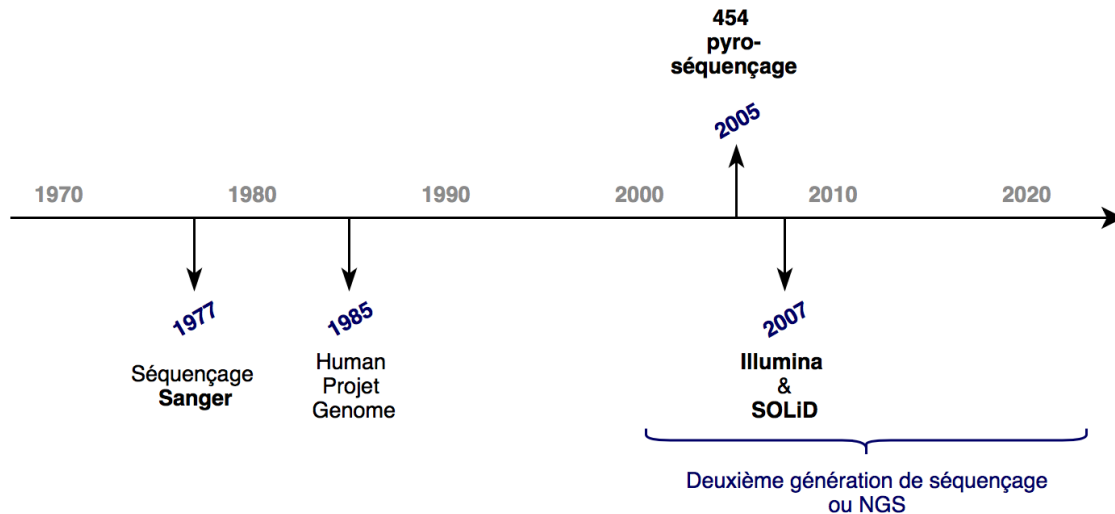 454
pyro-
séquençage
2005
1970 1980 1990 2000 2010 2020
1977
Séquençage
Sanger
1985
Human
Projet
Genome
2007
Illumina
&
SOLiD
Deuxième génération de séquençage
ou NGS